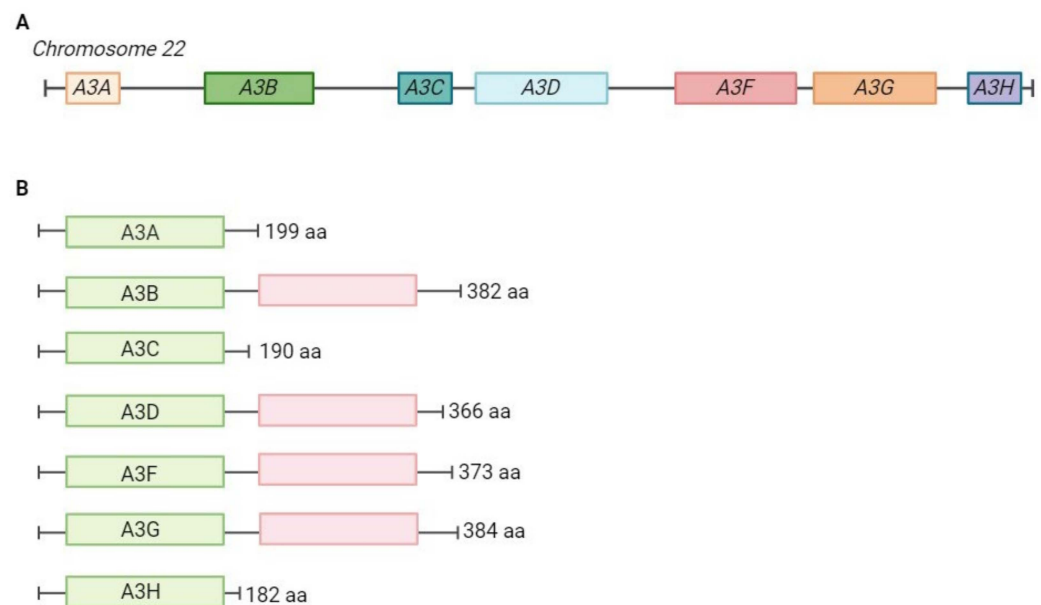 A
Chromosome 22
A3A A3B A3C A3D A3F A3G A3H
B
A3A 199 aa
A3B 382 aa
A3C 190 aa
A3D 366 aa
A3F 373 aa
A3G 384 aa
A3H 182 aa